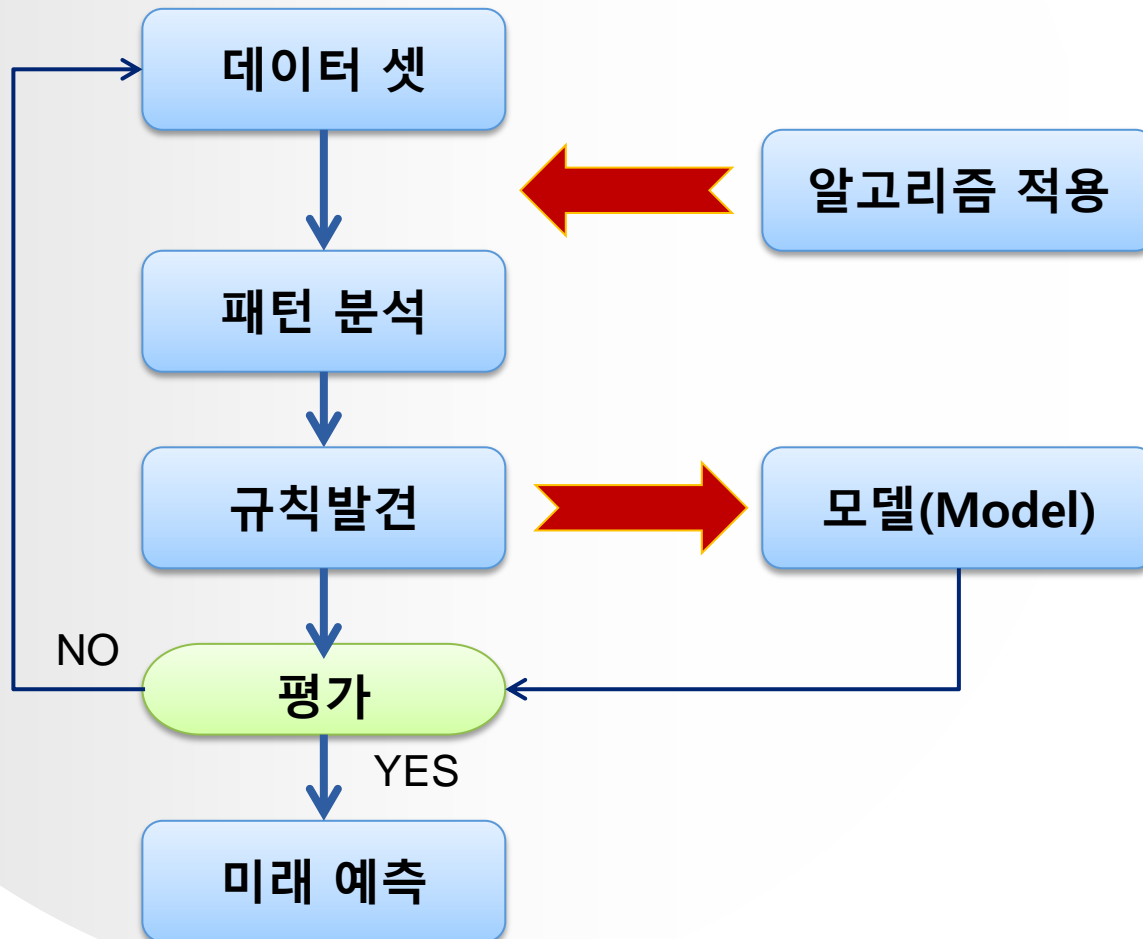 데이터 셋
알고리즘 적용
패턴 분석
규칙발견
모델(Model)
NO
평가
YES
미래 예측